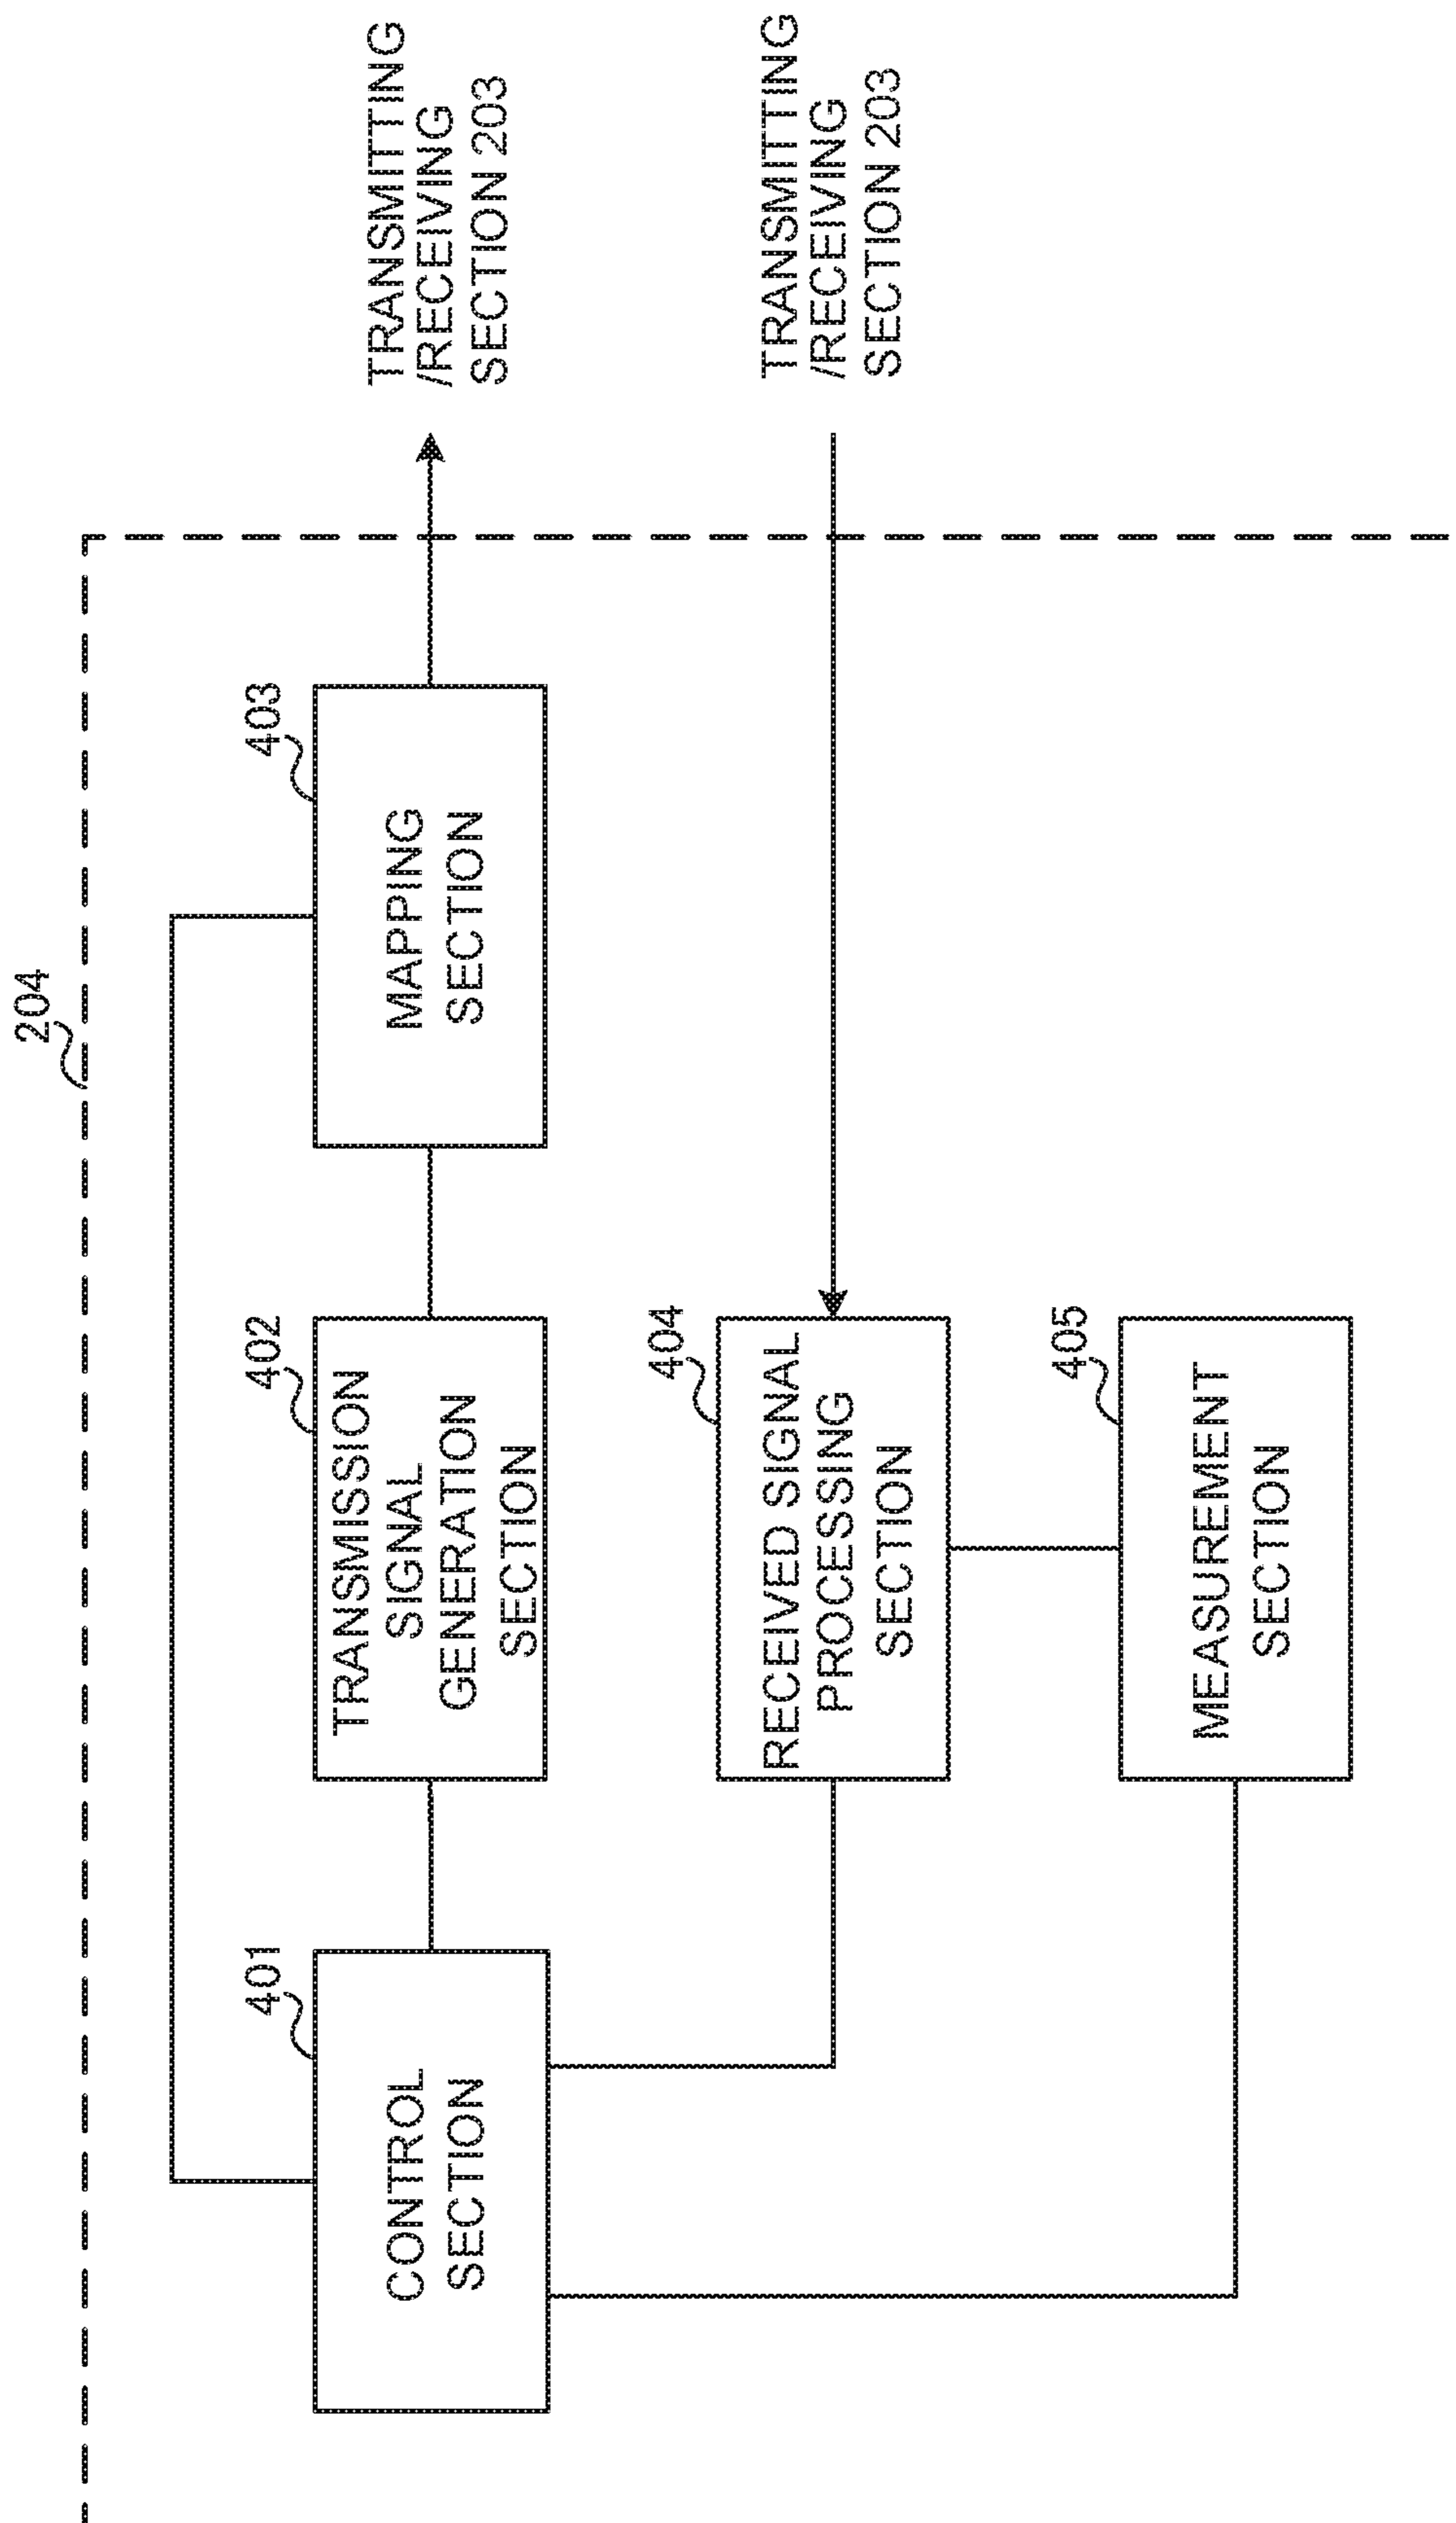 204
401
CONTROL
SECTION
402
TRANSMISSION
SIGNAL
GENERATION
SECTION
403
MAPPING
SECTION
TRANSMITTING
/RECEIVING
SECTION 203
404
RECEIVED SIGNAL
PROCESSING
SECTION
TRANSMITTING
/RECEIVING
SECTION 203
405
MEASUREMENT
SECTION